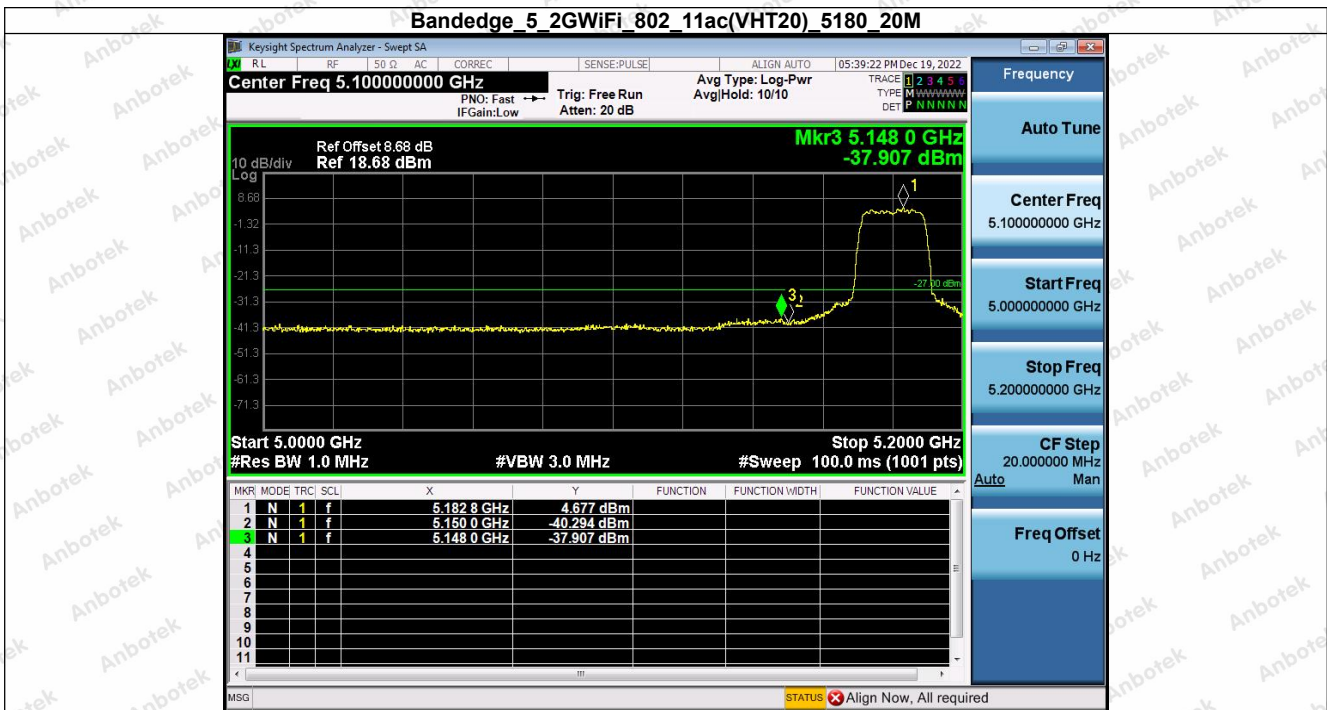 Bandedge_5_2GWiFi_802_11ac(VHT20)_5180_20M
Keysight Spectrum Analyzer - Swept SA
LXI RL RF 50 Ω AC CORREC SENSE:PULSE ALIGN AUTO 05:39:22 PM Dec 19, 2022
Center Freq 5.100000000 GHz
PNO: Fast
IFGain:Low
Trig: Free Run
Atten: 20 dB
Avg Type: Log-Pwr
Avg|Hold: 10/10
TRACE 1 2 3 4 5 6
TYPE M WWWWW
DET P N N N N N
Mkr3 5.148 0 GHz
-37.907 dBm
Ref Offset 8.68 dB
10 dB/div Ref 18.68 dBm
Log
8.68
-1.32
-11.3
-21.3
-31.3
-41.3
-51.3
-61.3
-71.3
1
-27.00 dBm
3
2
Start 5.0000 GHz Stop 5.2000 GHz
#Res BW 1.0 MHz #VBW 3.0 MHz #Sweep 100.0 ms (1001 pts)
MKR MODE TRC SCL X Y FUNCTION FUNCTION WIDTH FUNCTION VALUE
1 N 1 f 5.182 8 GHz 4.677 dBm
2 N 1 f 5.150 0 GHz -40.294 dBm
3 N 1 f 5.148 0 GHz -37.907 dBm
4
5
6
7
8
9
10
11
MSG STATUS Align Now, All required
Frequency
Auto Tune
Center Freq
5.100000000 GHz
Start Freq
5.000000000 GHz
Stop Freq
5.200000000 GHz
CF Step
20.000000 MHz
Auto Man
Freq Offset
0 Hz
Anbotek